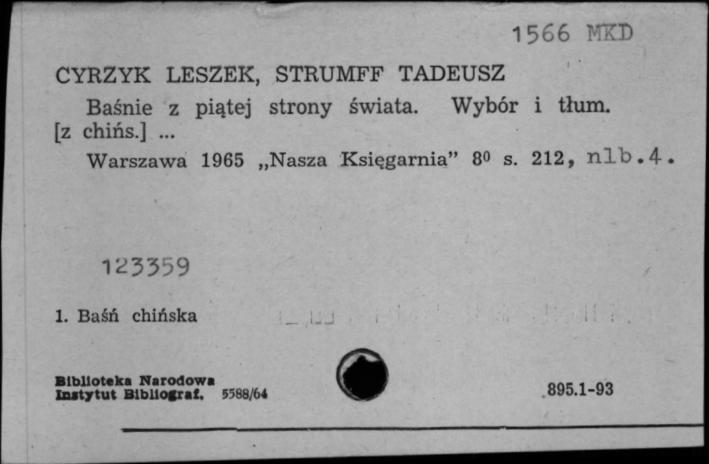 1566 MKD
CYRZYK LESZEK, STRUMFF TADEUSZ
Baśnie z piątej strony świata. Wybór i tłum.
[z chińs.] ...
Warszawa 1965 „Nasza Księgarnia” 8⁰ s. 212, nlb.4.
123359
1. Baśń chińska
Biblioteka Narodowa
Instytut Bibliograf. 5588/64
895.1-93